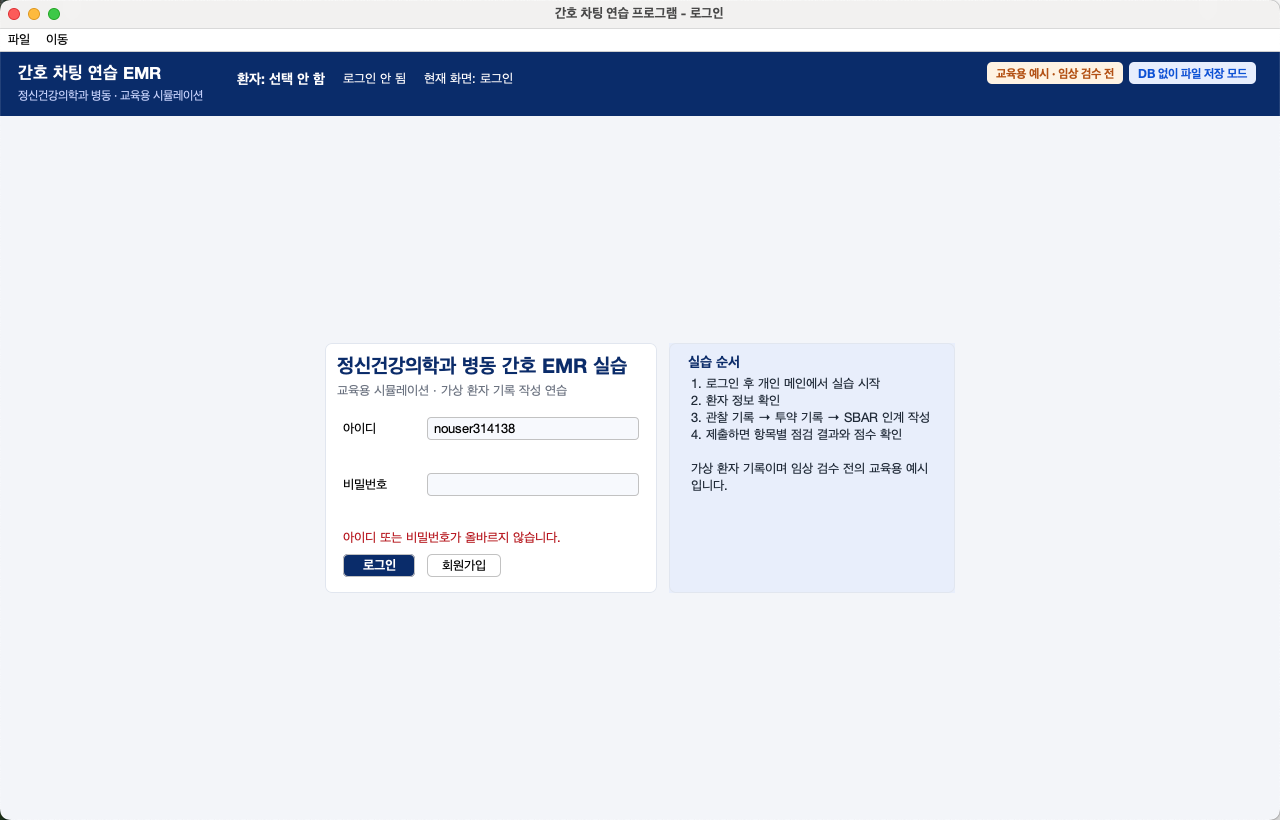 간호 차팅 연습 프로그램 - 로그인
파일 이동
간호 차팅 연습 EMR
정신건강의학과 병동 · 교육용 시뮬레이션
환자: 선택 안 함 로그인 안 됨 현재 화면: 로그인
교육용 예시 · 임상 검수 전 DB 없이 파일 저장 모드
정신건강의학과 병동 간호 EMR 실습
교육용 시뮬레이션 · 가상 환자 기록 작성 연습
아이디 nouser314138
비밀번호
아이디 또는 비밀번호가 올바르지 않습니다.
로그인 회원가입
실습 순서
1. 로그인 후 개인 메인에서 실습 시작
2. 환자 정보 확인
3. 관찰 기록 → 투약 기록 → SBAR 인계 작성
4. 제출하면 항목별 점검 결과와 점수 확인
가상 환자 기록이며 임상 검수 전의 교육용 예시
입니다.